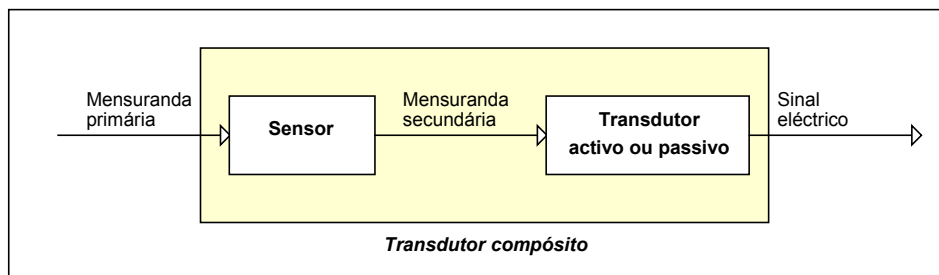 Mensuranda
primária
Sensor
Mensuranda
secundária
Transdutor
activo ou passivo
Sinal
eléctrico
Transdutor compósito